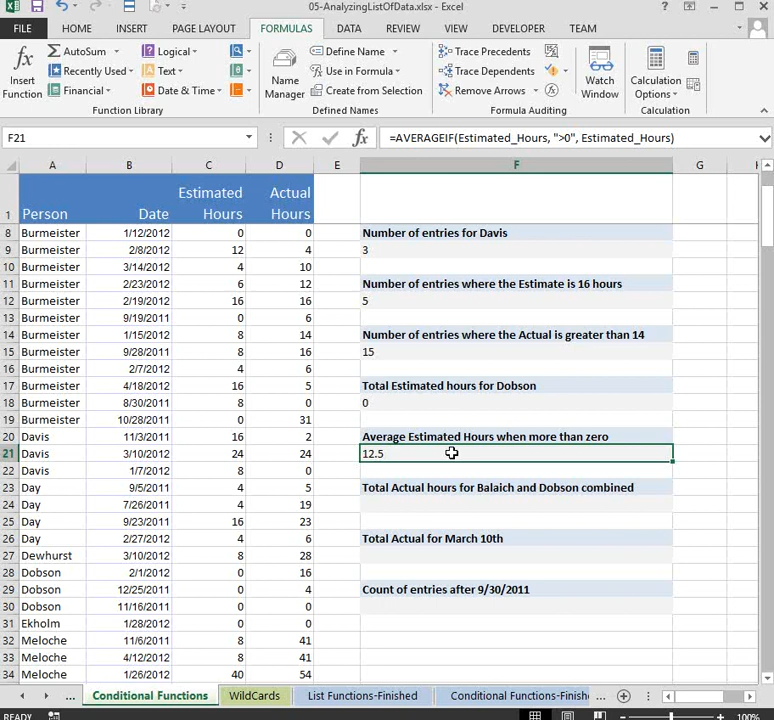 05-AnalyzingListOfData.xlsx - Excel
FILE HOME INSERT PAGE LAYOUT FORMULAS DATA REVIEW VIEW DEVELOPER TEAM
fx Insert Function
Σ AutoSum
Recently Used
Financial
Logical
Text
Date & Time
Function Library
Name Manager
Define Name
Use in Formula
Create from Selection
Defined Names
Trace Precedents
Trace Dependents
Remove Arrows
Formula Auditing
Watch Window
Calculation Options
Calculation
F21 fx =AVERAGEIF(Estimated_Hours, ">0", Estimated_Hours)
A B C D E F G
1 Person Date Estimated Hours Actual Hours
8 Burmeister 1/12/2012 0 0 Number of entries for Davis
9 Burmeister 2/8/2012 12 4 3
10 Burmeister 3/14/2012 4 10
11 Burmeister 2/23/2012 6 12 Number of entries where the Estimate is 16 hours
12 Burmeister 2/19/2012 16 16 5
13 Burmeister 9/19/2011 0 6
14 Burmeister 1/15/2012 8 14 Number of entries where the Actual is greater than 14
15 Burmeister 9/28/2011 8 16 15
16 Burmeister 2/7/2012 4 6
17 Burmeister 4/18/2012 16 5 Total Estimated hours for Dobson
18 Burmeister 8/30/2011 8 0 0
19 Burmeister 10/28/2011 0 31
20 Davis 11/3/2011 16 2 Average Estimated Hours when more than zero
21 Davis 3/10/2012 24 24 12.5
22 Davis 1/7/2012 8 0
23 Day 9/5/2011 4 5 Total Actual hours for Balaich and Dobson combined
24 Day 7/26/2011 4 19
25 Day 9/23/2011 16 23
26 Day 2/27/2012 4 6 Total Actual for March 10th
27 Dewhurst 3/10/2012 8 28
28 Dobson 2/1/2012 0 16
29 Dobson 12/25/2011 0 4 Count of entries after 9/30/2011
30 Dobson 11/16/2011 0 0
31 Ekholm 1/28/2012 0 0
32 Meloche 11/6/2011 8 41
33 Meloche 4/12/2012 8 41
34 Meloche 1/26/2012 40 54
... Conditional Functions WildCards List Functions-Finished Conditional Functions-Finishe ...
READY 100%